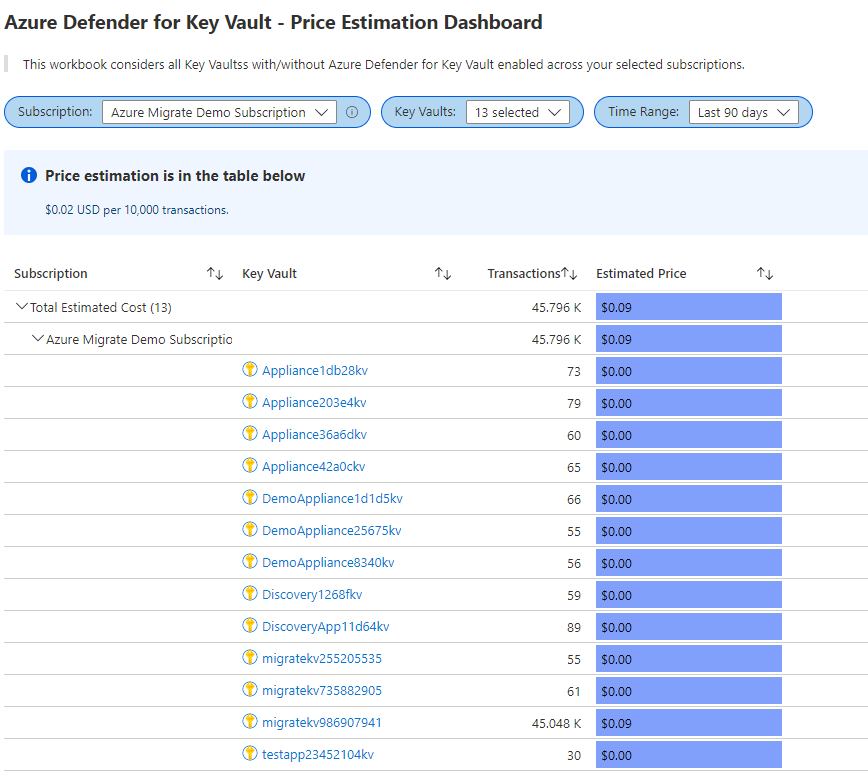 Azure Defender for Key Vault - Price Estimation Dashboard
This workbook considers all Key Vaultss with/without Azure Defender for Key Vault enabled across your selected subscriptions.
Subscription: Azure Migrate Demo Subscription Key Vaults: 13 selected Time Range: Last 90 days
Price estimation is in the table below
$0.02 USD per 10,000 transactions.
Subscription Key Vault Transactions Estimated Price
Total Estimated Cost (13) 45.796 K $0.09
Azure Migrate Demo Subscriptio 45.796 K $0.09
Appliance1db28kv 73 $0.00
Appliance203e4kv 79 $0.00
Appliance36a6dkv 60 $0.00
Appliance42a0ckv 65 $0.00
DemoAppliance1d1d5kv 66 $0.00
DemoAppliance25675kv 55 $0.00
DemoAppliance8340kv 56 $0.00
Discovery1268fkv 59 $0.00
DiscoveryApp11d64kv 89 $0.00
migratekv255205535 55 $0.00
migratekv735882905 61 $0.00
migratekv986907941 45.048 K $0.09
testapp23452104kv 30 $0.00